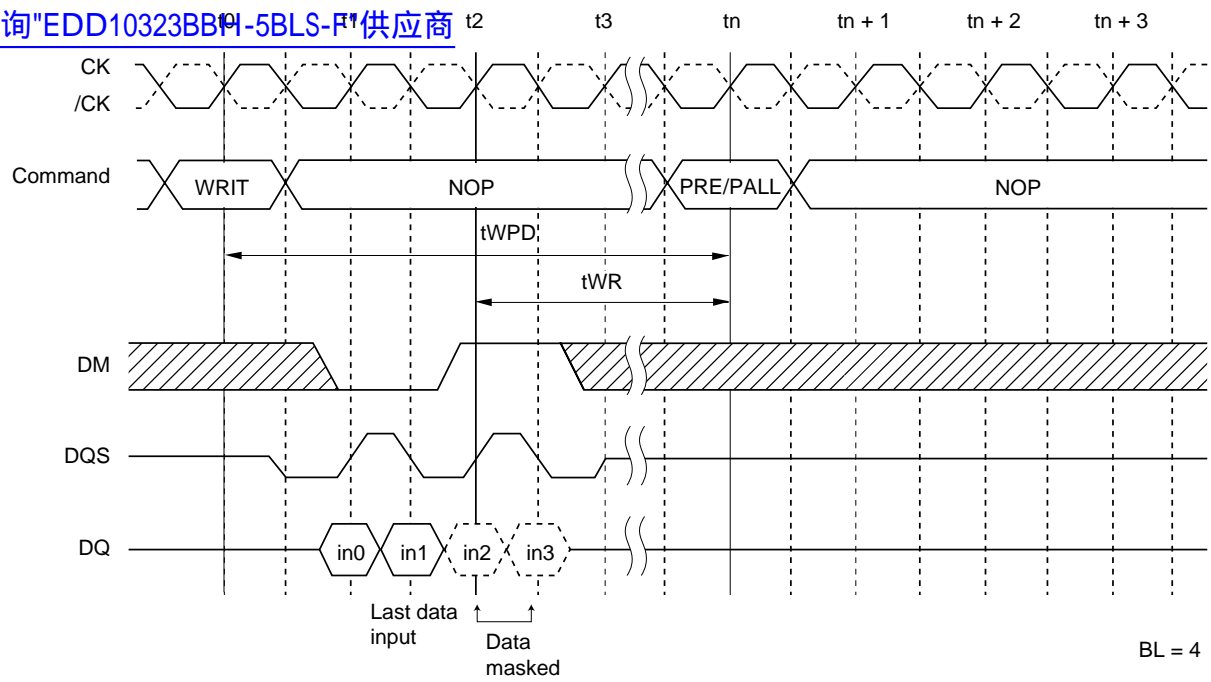 询"EDD10323BBH-5BLS-F"供应商
t0 t1 t2 t3 tn tn + 1 tn + 2 tn + 3
CK
/CK
Command
WRIT NOP PRE/PALL NOP
tWPD
tWR
DM
DQS
DQ
in0 in1 in2 in3
Last data
input
Data
masked
BL = 4